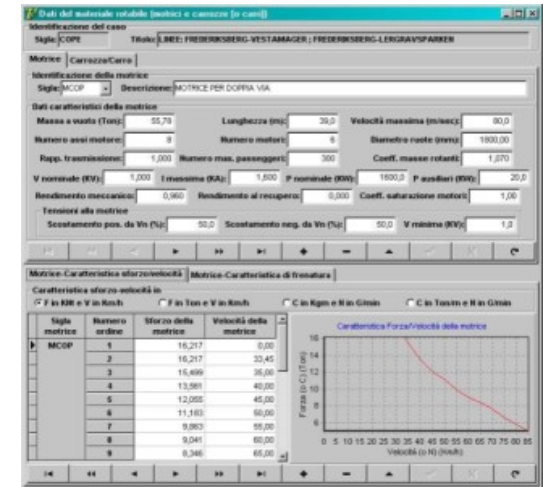 Dati del materiale rotabile (motrici e carrozze [o carri])
Identificazione del caso
Sigla: COPE Titolo: LINEE: FREDERIKSBERG-VESTAMAGER ; FREDERIKSBERG-LERGRAVSPARKEN
Motrice Carrozza/Carro
Identificazione della motrice
Sigla: MCOP Descrizione: MOTRICE PER DOPPIA VIA
Dati caratteristici della motrice
Massa a vuoto (Ton): 55,78 Lunghezza (m): 39,0 Velocità massima (m/sec): 80,0
Numero assi motore: 8 Numero motori: 6 Diametro ruote (mm): 1800,00
Rapp. trasmissione: 1,000 Numero max. passeggeri: 300 Coeff. masse rotanti: 1,070
V nominale (KV): 1,000 I massima (KA): 1,600 P nominale (KW): 1600,0 P ausiliari (KW): 20,0
Rendimento meccanico: 0,960 Rendimento al recupero: 0,000 Coeff. saturazione motori: 1,00
Tensioni alla motrice
Scostamento pos. da Vn (%): 50,0 Scostamento neg. da Vn (%): 50,0 V minima (KV): 1,0
Motrice-Caratteristica sforzo/velocità Motrice-Caratteristica di frenatura
Caratteristica sforzo-velocità in
F in KN e V in Km/h F in Ton e V in Km/h C in Kgm e N in G/min C in Ton/m e N in G/min
Sigla motrice Numero ordine Sforzo della motrice Velocità della motrice
MCOP 1 16,217 0,00
2 16,217 33,45
3 15,499 35,00
4 13,561 40,00
5 12,055 45,00
6 11,183 50,00
7 9,863 55,00
8 9,041 60,00
9 8,346 65,00
Caratteristica Forza/Velocità della motrice
Forza (o C) (Ton)
16
14
12
10
8
6
0 5 10 15 20 25 30 35 40 45 50 55 60 65 70 75 80 85
Velocità (o N) (Km/h)